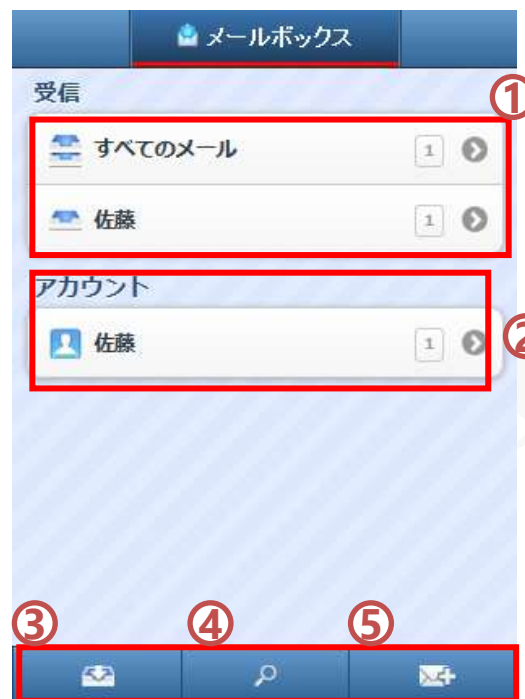 メールボックス
受信
①
すべてのメール 1
佐藤 1
アカウント
佐藤 1
②
③ ④ ⑤